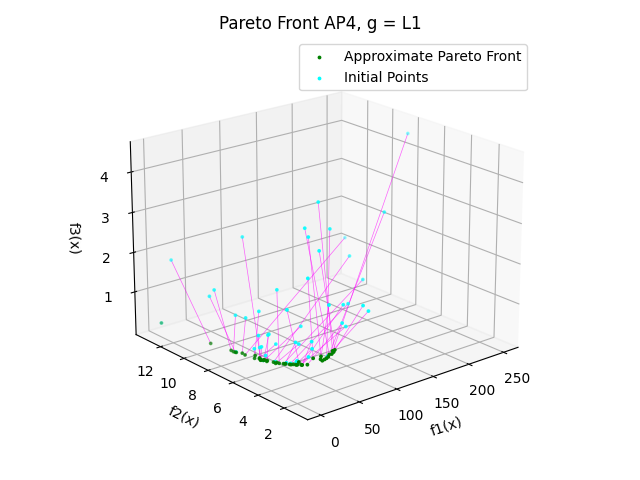 Pareto Front AP4, g = L1
Approximate Pareto Front
Initial Points
4
3
2
1
f3(x)
12
10
8
6
4
2
f2(x)
0
50
100
150
200
250
f1(x)